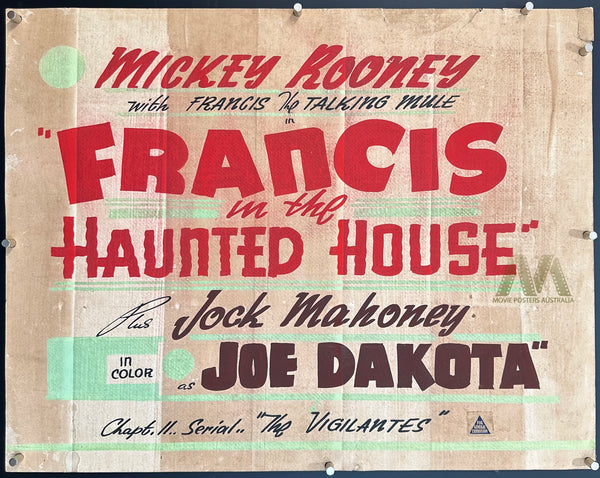 MICKEY ROONEY
with FRANCIS The TALKING MULE
in
"FRANCIS
in the
HAUNTED HOUSE"
MOVIE POSTERS AUSTRALIA
Plus Jock Mahoney.
IN COLOR
as JOE DAKOTA"
Chapt. 11.. Serial.. "The VIGILANTES"